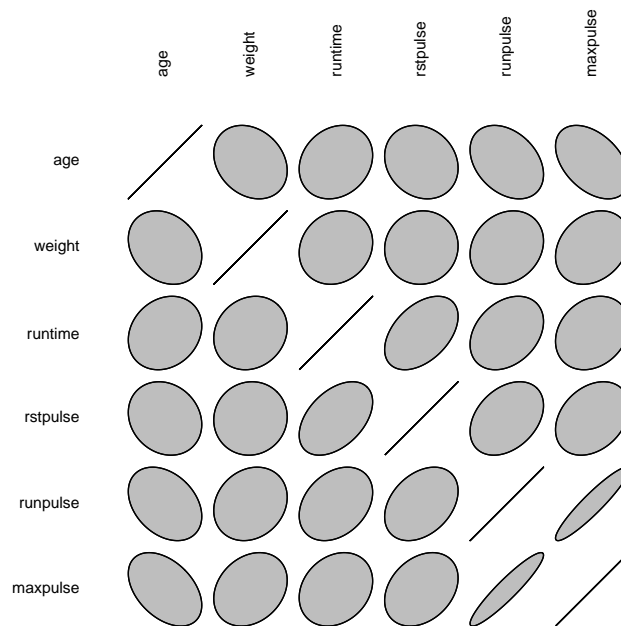 age
weight
runtime
rstpulse
runpulse
maxpulse
age
weight
runtime
rstpulse
runpulse
maxpulse